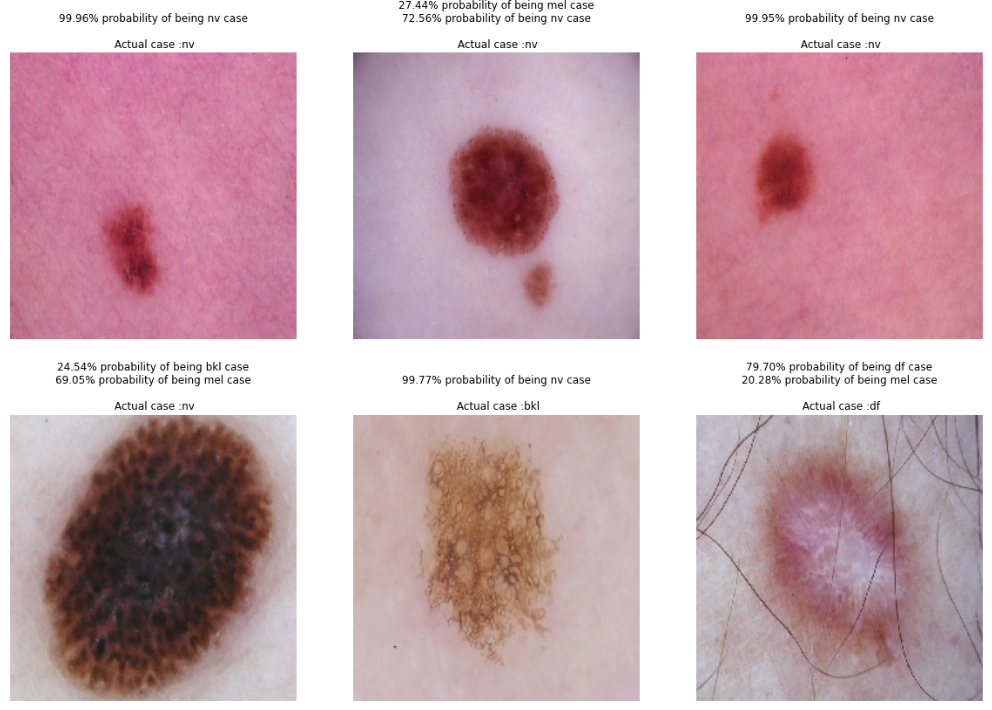 99.96% probability of being nv case
Actual case :nv
27.44% probability of being mel case
72.56% probability of being nv case
Actual case :nv
99.95% probability of being nv case
Actual case :nv
24.54% probability of being bkl case
69.05% probability of being mel case
Actual case :nv
99.77% probability of being nv case
Actual case :bkl
79.70% probability of being df case
20.28% probability of being mel case
Actual case :df